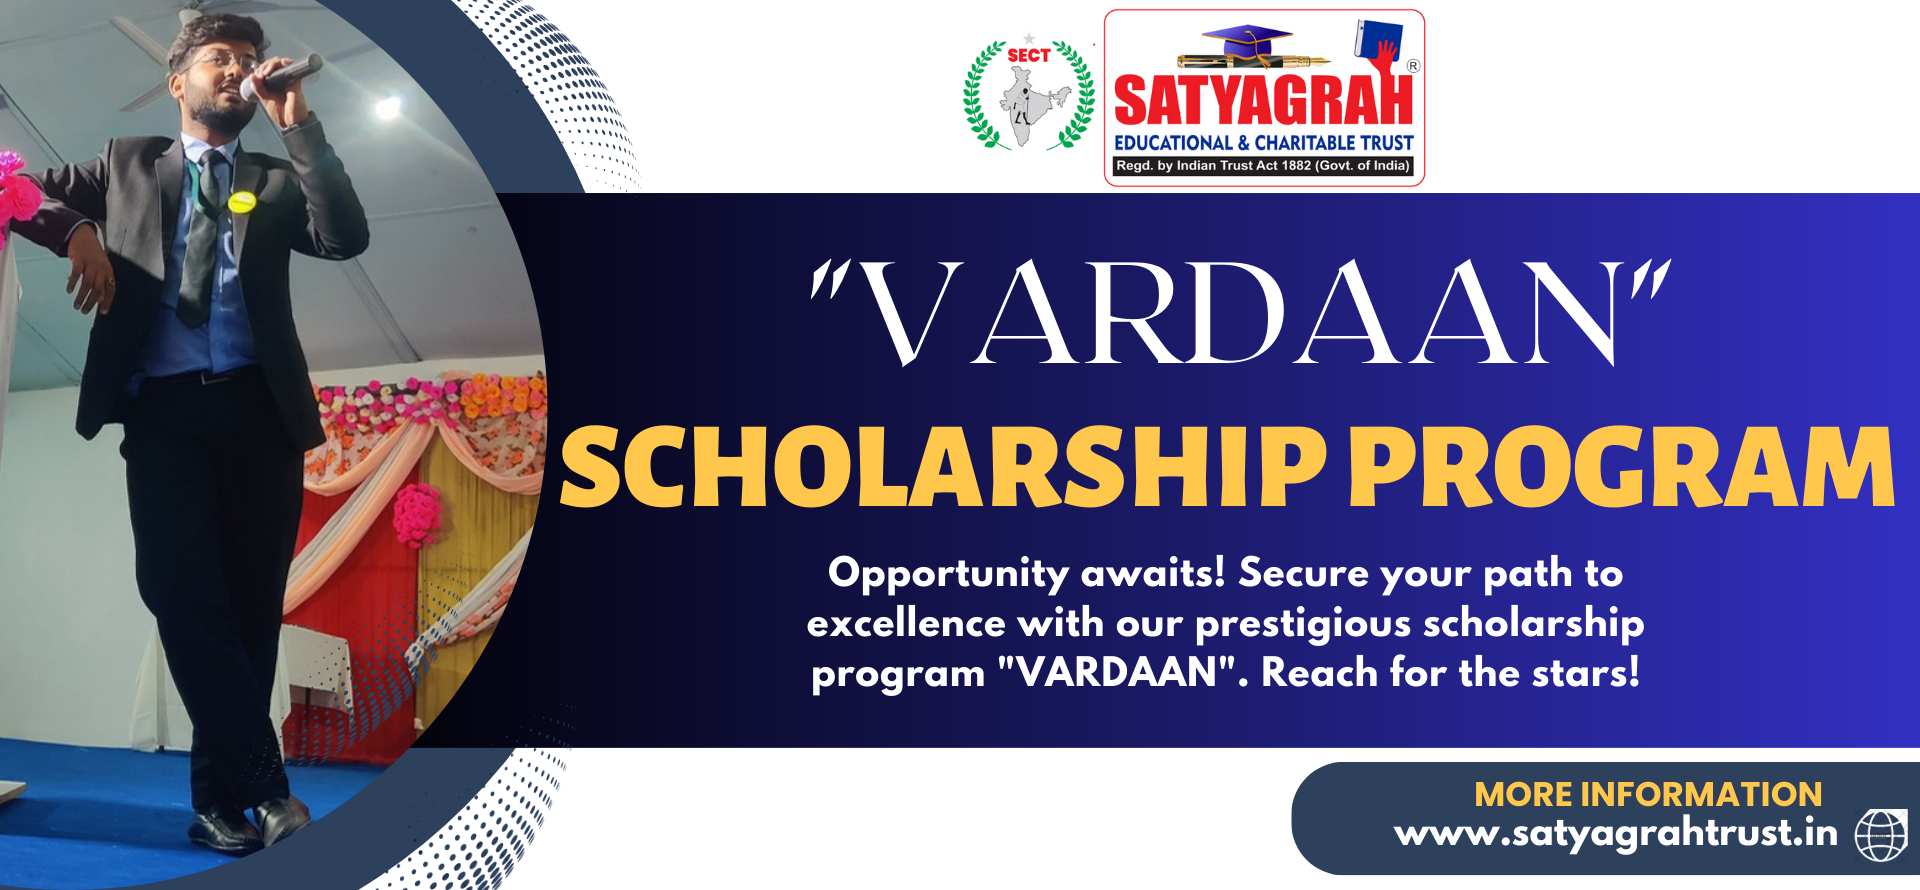 SECT
SATYAGRAH
®
EDUCATIONAL & CHARITABLE TRUST
Regd. by Indian Trust Act 1882 (Govt. of India)
"VARDAAN"
SCHOLARSHIP PROGRAM
Opportunity awaits! Secure your path to
excellence with our prestigious scholarship
program "VARDAAN". Reach for the stars!
MORE INFORMATION
www.satyagrahtrust.in